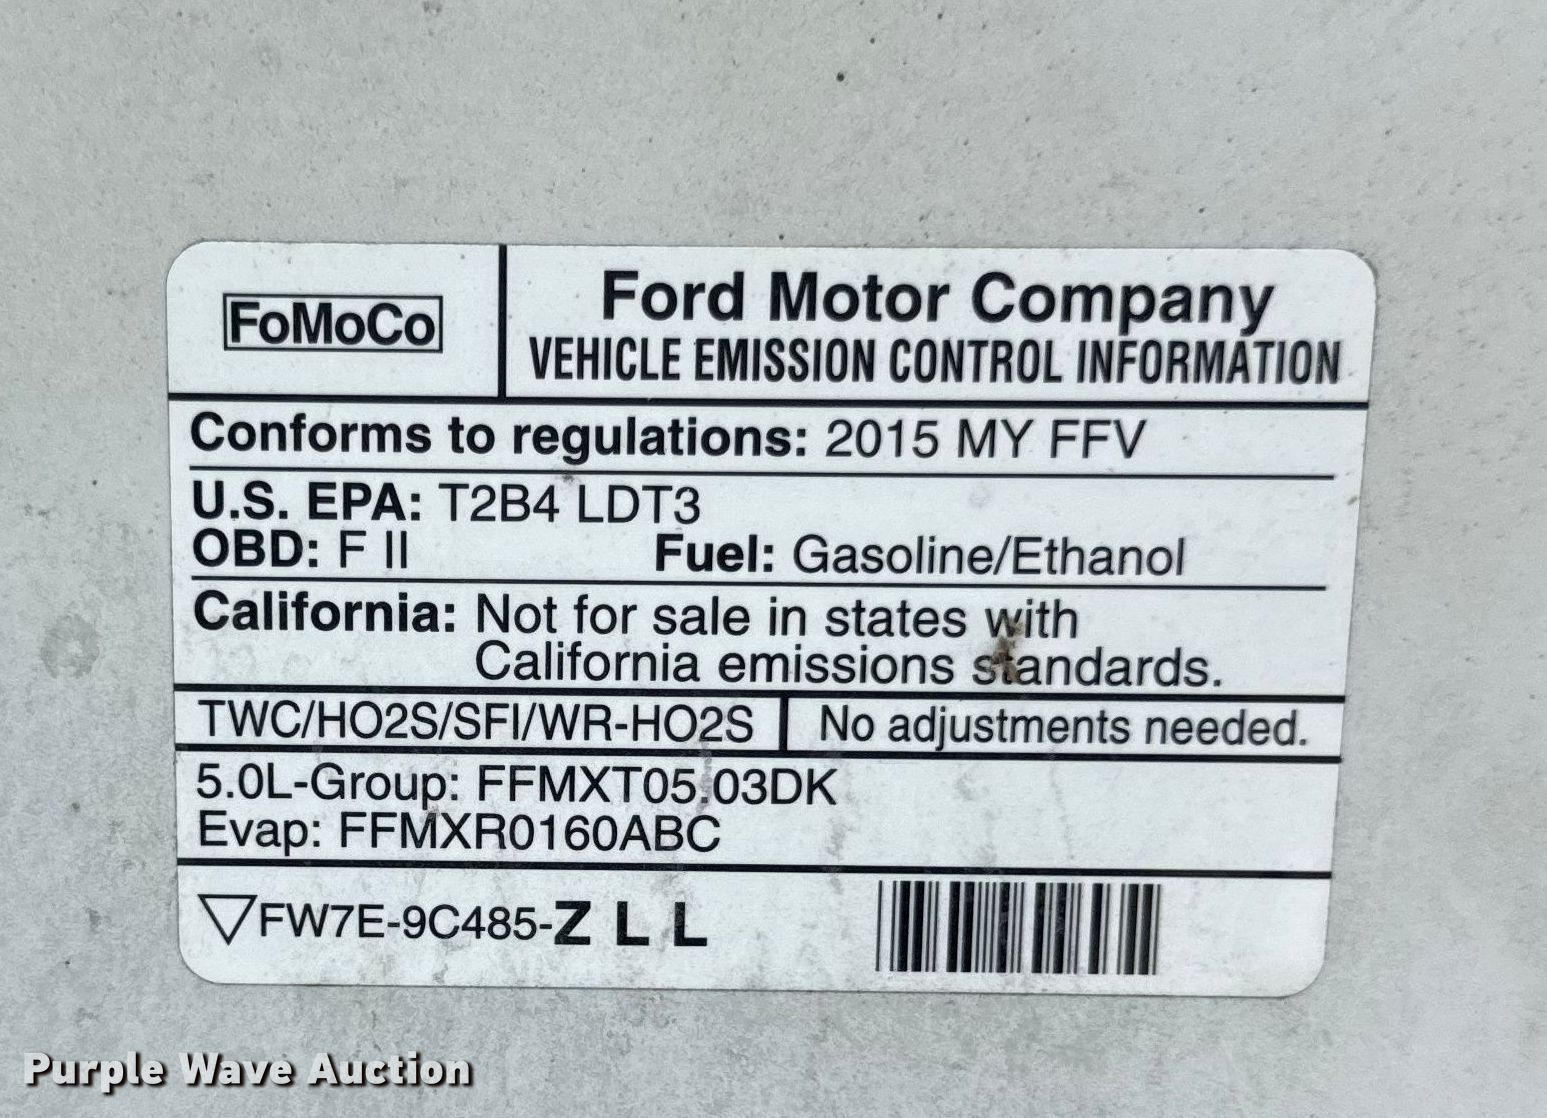 FoMoCo
Ford Motor Company
VEHICLE EMISSION CONTROL INFORMATION
Conforms to regulations: 2015 MY FFV
U.S. EPA: T2B4 LDT3
OBD: F II Fuel: Gasoline/Ethanol
California: Not for sale in states with
California emissions standards.
TWC/HO2S/SFI/WR-HO2S No adjustments needed.
5.0L-Group: FFMXT05.03DK
Evap: FFMXR0160ABC
FW7E-9C485-Z L L
Purple Wave Auction